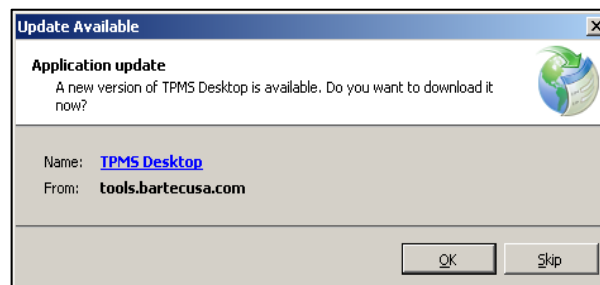 Update Available
Application update
A new version of TPMS Desktop is available. Do you want to download it
now?
Name: TPMS Desktop
From: tools.bartecusa.com
OK Skip